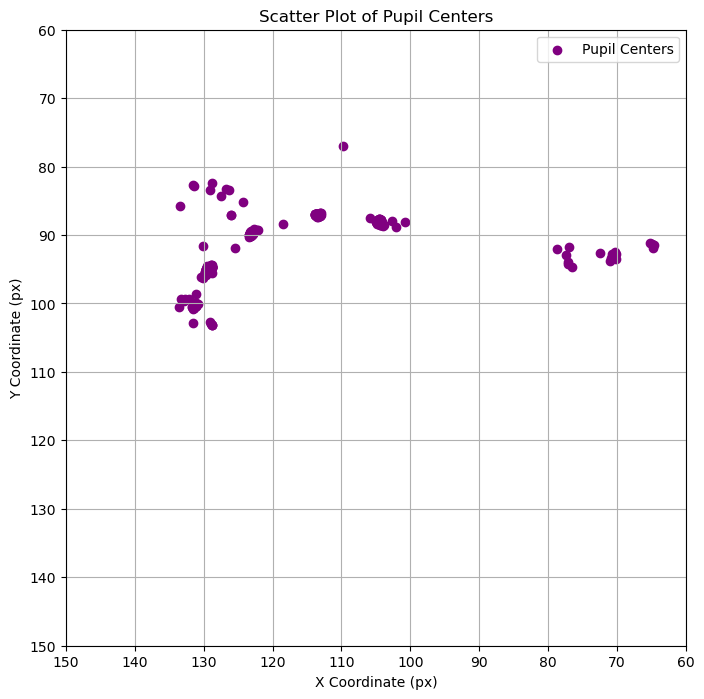 Scatter Plot of Pupil Centers
Pupil Centers
60
70
80
90
100
110
120
130
140
150
Y Coordinate (px)
150 140 130 120 110 100 90 80 70 60
X Coordinate (px)